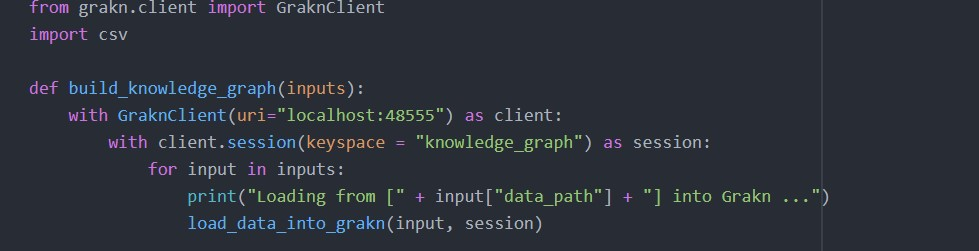 from grakn.client import GraknClient
import csv
def build_knowledge_graph(inputs):
with GraknClient(uri="localhost:48555") as client:
with client.session(keyspace = "knowledge_graph") as session:
for input in inputs:
print("Loading from [" + input["data_path"] + "] into Grakn ...")
load_data_into_grakn(input, session)